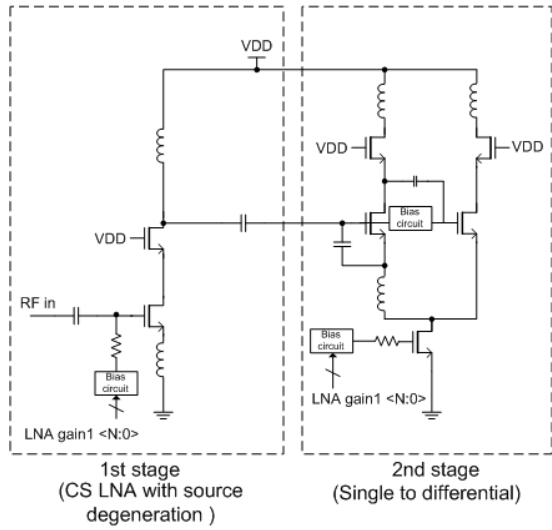 VDD
VDD
VDD
VDD
Bias
circuit
RF in
Bias
circuit
Bias
circuit
LNA gain1 <N:0>
LNA gain1 <N:0>
1st stage
(CS LNA with source
degeneration )
2nd stage
(Single to differential)